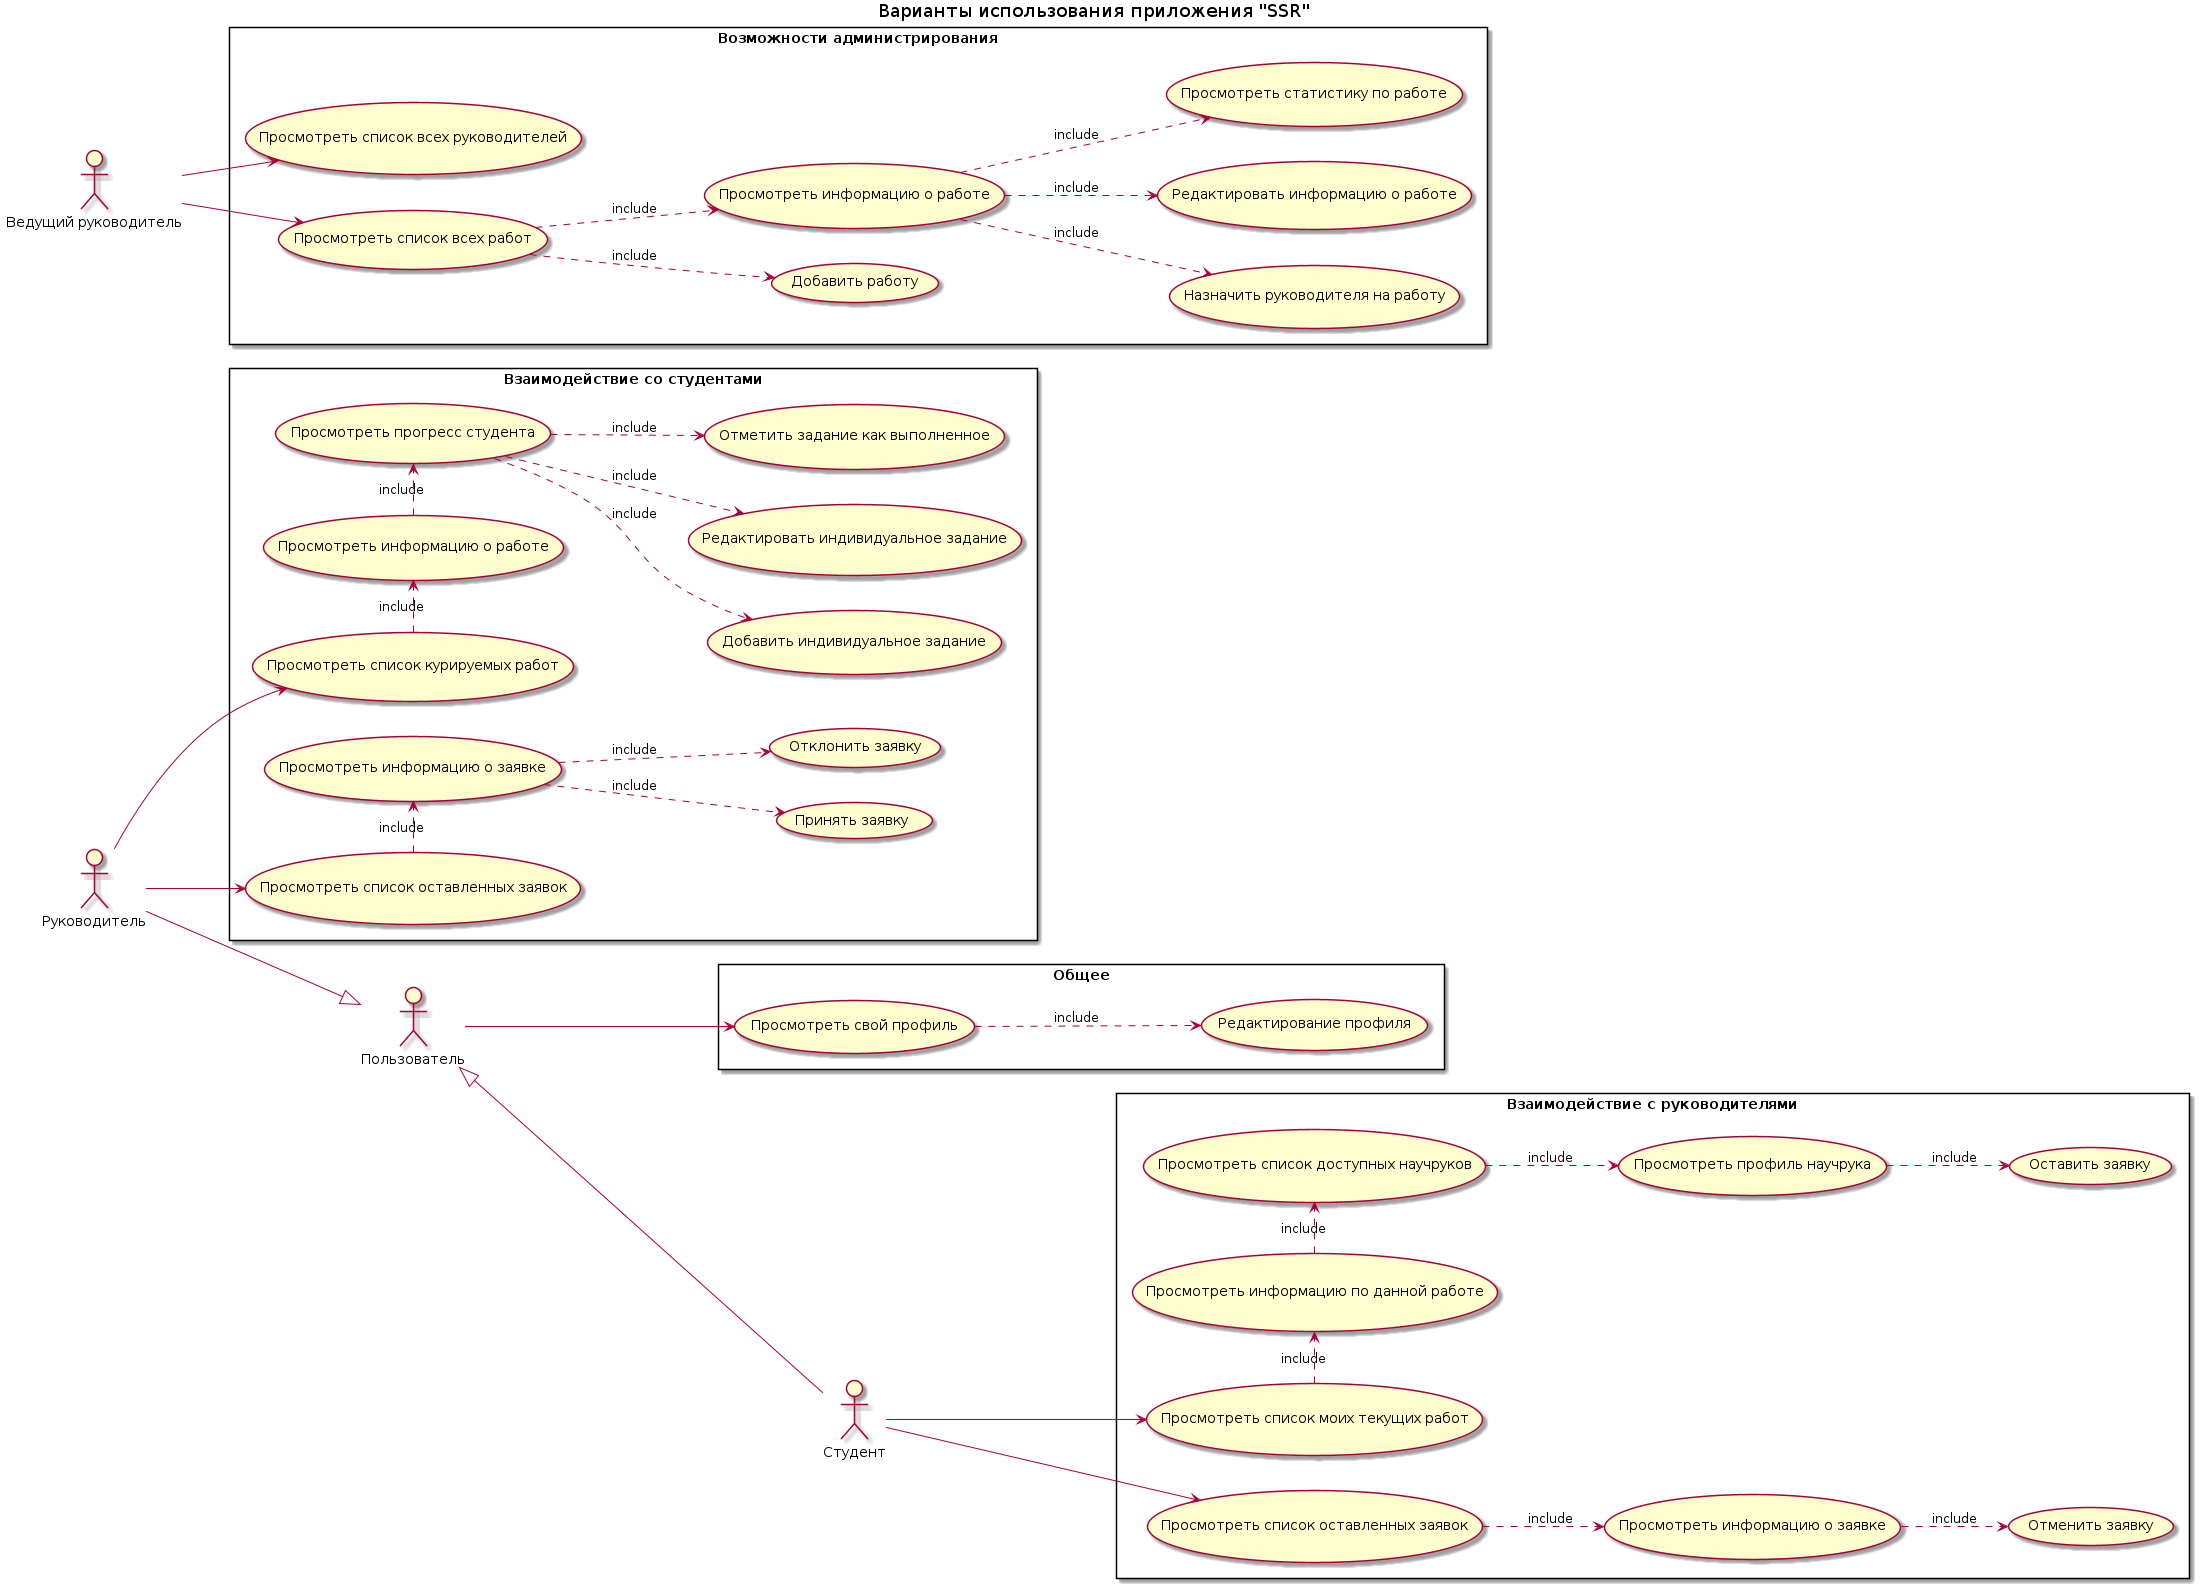 Варианты использования приложения "SSR"
Возможности администрирования
Просмотреть статистику по работе
include
Просмотреть список всех руководителей
Редактировать информацию о работе
include
Просмотреть информацию о работе
include
Ведущий руководитель
include
Просмотреть список всех работ
include
Добавить работу
Назначить руководителя на работу
Взаимодействие со студентами
Просмотреть прогресс студента
include
Отметить задание как выполненное
include
include
include
Просмотреть информацию о работе
Редактировать индивидуальное задание
include
Добавить индивидуальное задание
Просмотреть список курируемых работ
include
Отклонить заявку
Просмотреть информацию о заявке
include
Принять заявку
include
Просмотреть список оставленных заявок
Руководитель
Общее
Просмотреть свой профиль
include
Редактирование профиля
Пользователь
Взаимодействие с руководителями
Просмотреть список доступных научруков
include
Просмотреть профиль научрука
include
Оставить заявку
include
Просмотреть информацию по данной работе
include
Просмотреть список моих текущих работ
Студент
Просмотреть список оставленных заявок
include
Просмотреть информацию о заявке
include
Отменить заявку